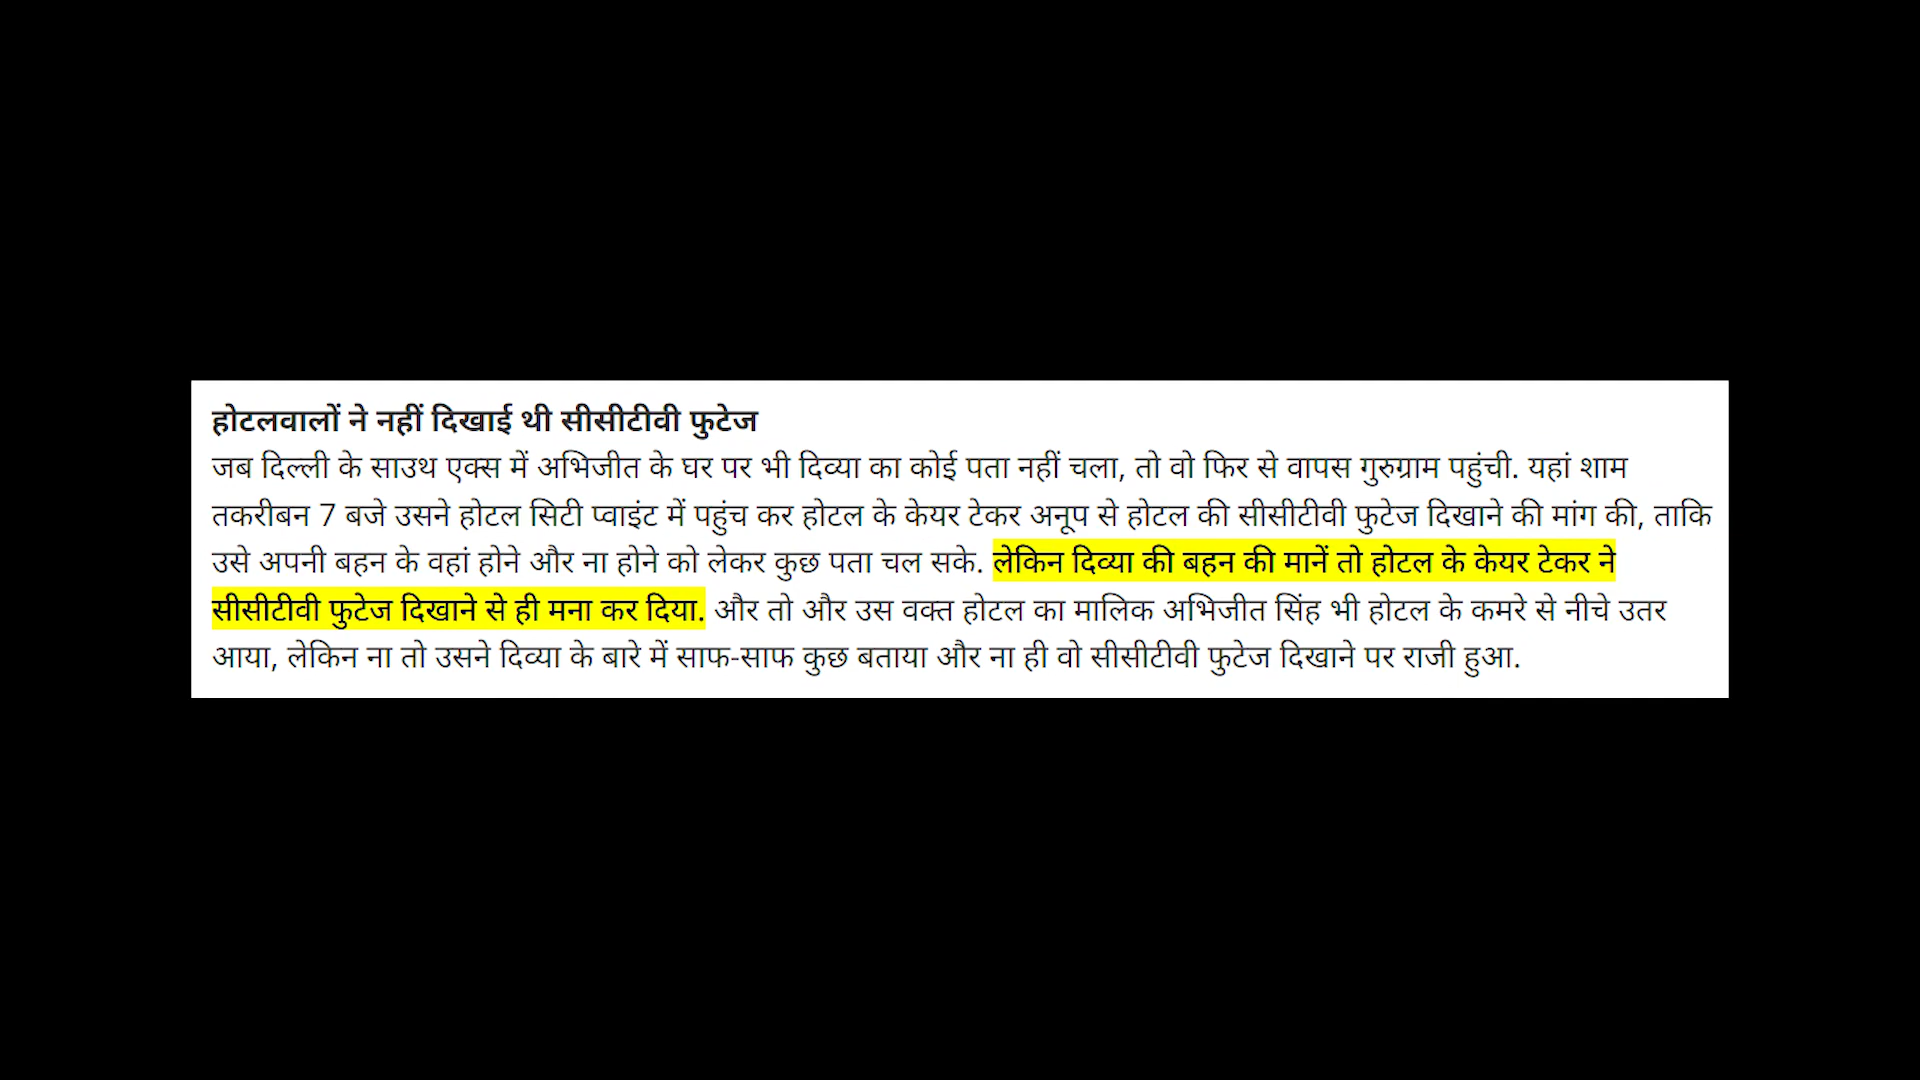 होटलवालों ने नहीं दिखाई थी सीसीटीवी फुटेज
जब दिल्ली के साउथ एक्स में अभिजीत के घर पर भी दिव्या का कोई पता नहीं चला, तो वो फिर से वापस गुरुग्राम पहुंची. यहां शाम
तकरीबन 7 बजे उसने होटल सिटी प्वाइंट में पहुंच कर होटल के केयर टेकर अनूप से होटल की सीसीटीवी फुटेज दिखाने की मांग की, ताकि
उसे अपनी बहन के वहां होने और ना होने को लेकर कुछ पता चल सके. लेकिन दिव्या की बहन की मानें तो होटल के केयर टेकर ने
सीसीटीवी फुटेज दिखाने से ही मना कर दिया. और तो और उस वक्त होटल का मालिक अभिजीत सिंह भी होटल के कमरे से नीचे उतर
आया, लेकिन ना तो उसने दिव्या के बारे में साफ-साफ कुछ बताया और ना ही वो सीसीटीवी फुटेज दिखाने पर राजी हुआ.